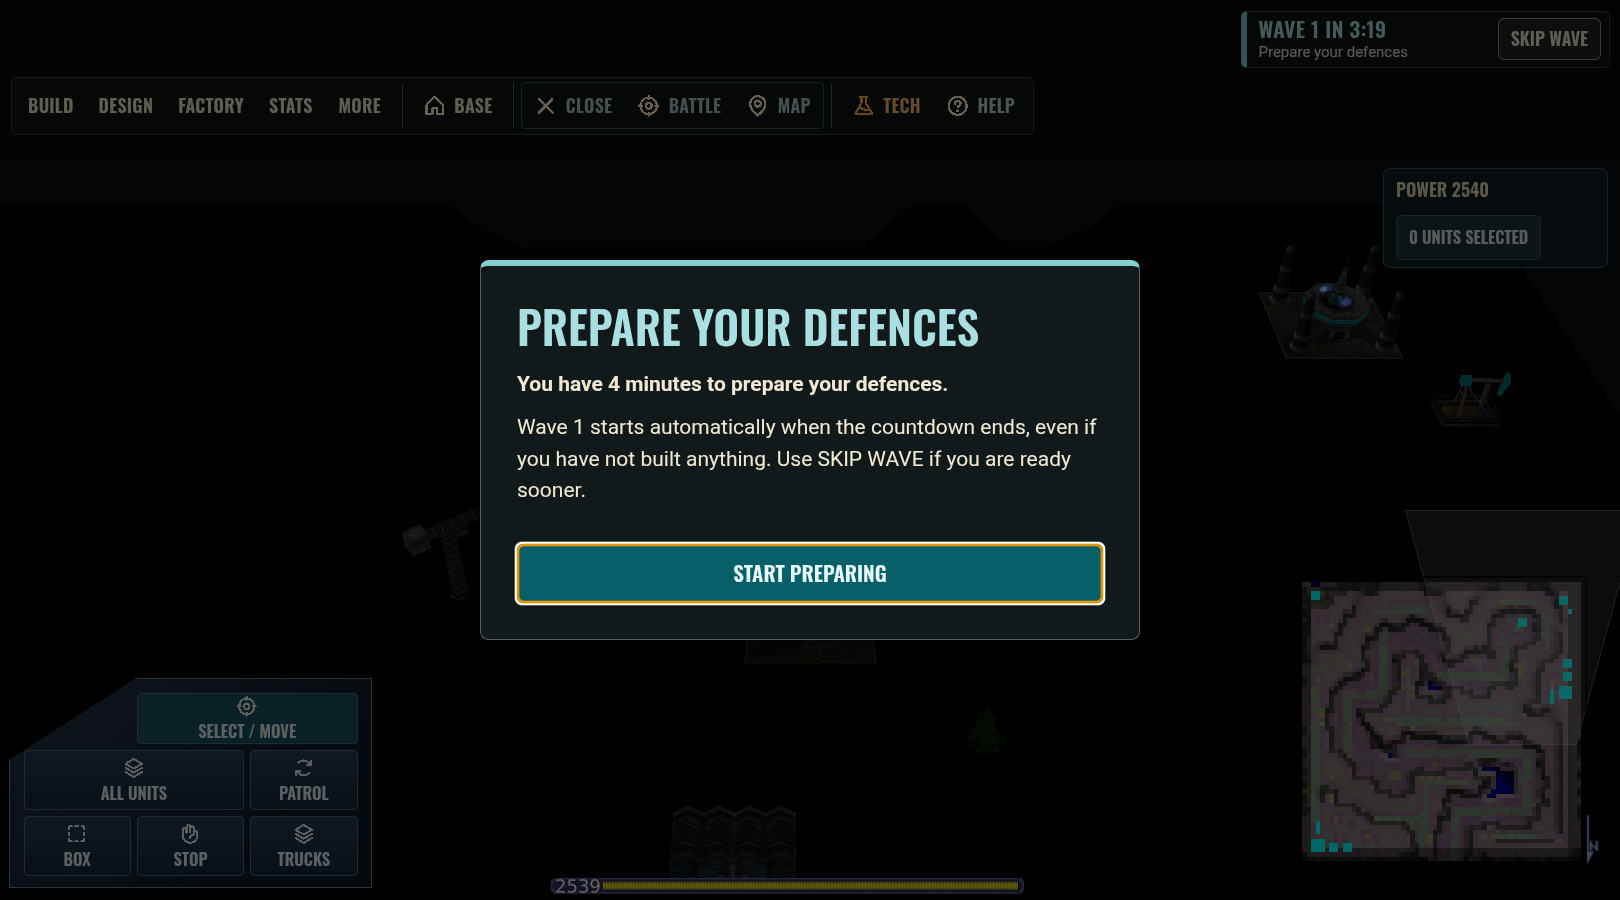 WAVE 1 IN 3:19
Prepare your defences
SKIP WAVE
BUILD DESIGN FACTORY STATS MORE BASE CLOSE BATTLE MAP TECH HELP
POWER 2540
0 UNITS SELECTED
PREPARE YOUR DEFENCES
You have 4 minutes to prepare your defences.
Wave 1 starts automatically when the countdown ends, even if
you have not built anything. Use SKIP WAVE if you are ready
sooner.
START PREPARING
SELECT / MOVE
ALL UNITS PATROL
BOX STOP TRUCKS
N
2539